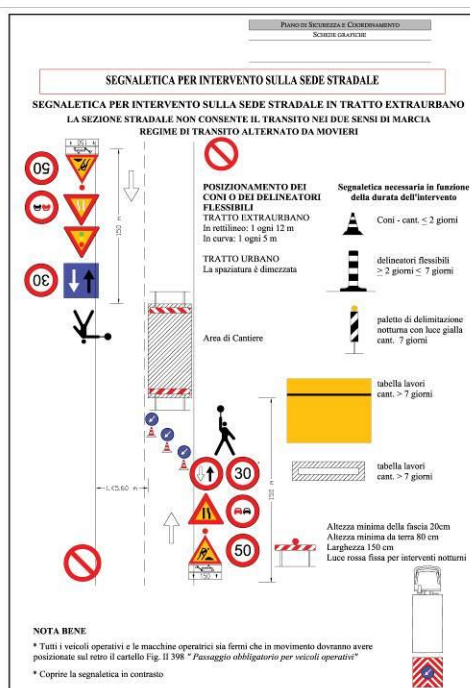 PIANO DI SICUREZZA E COORDINAMENTO
SCHEDE GRAFICHE
SEGNALETICA PER INTERVENTO SULLA SEDE STRADALE
SEGNALETICA PER INTERVENTO SULLA SEDE STRADALE IN TRATTO EXTRAURBANO
LA SEZIONE STRADALE NON CONSENTE IL TRANSITO NEI DUE SENSI DI MARCIA
REGIME DI TRANSITO ALTERNATO DA MOVIERI
50
150
150 m
30
POSIZIONAMENTO DEI
CONI O DEI DELINEATORI
FLESSIBILI
TRATTO EXTRAURBANO
In rettilineo: 1 ogni 12 m
In curva: 1 ogni 5 m
TRATTO URBANO
La spaziatura è dimezzata
Segnaletica necessaria in funzione
della durata dell'intervento
Coni - cant. ≤ 2 giorni
delineatori flessibili
> 2 giorni < 7 giorni
paletto di delimitazione
notturna con luce gialla
cant. 7 giorni
Area di Cantiere
tabella lavori
cant. > 7 giorni
tabella lavori
cant. > 7 giorni
L<5.60 m
30
50
150
150 m
Altezza minima della fascia 20cm
Altezza minima da terra 80 cm
Larghezza 150 cm
Luce rossa fissa per interventi notturni
NOTA BENE
* Tutti i veicoli operativi e le macchine operatrici sia fermi che in movimento dovranno avere
posizionate sul retro il cartello Fig. II 398 " Passaggio obbligatorio per veicoli operativi"
* Coprire la segnaletica in contrasto